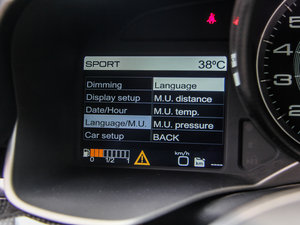 SPORT 38°C
Dimming Language
Display setup M.U. distance
Date/Hour M.U. temp.
Language/M.U. M.U. pressure
Car setup BACK
0 1/2 1 km/h